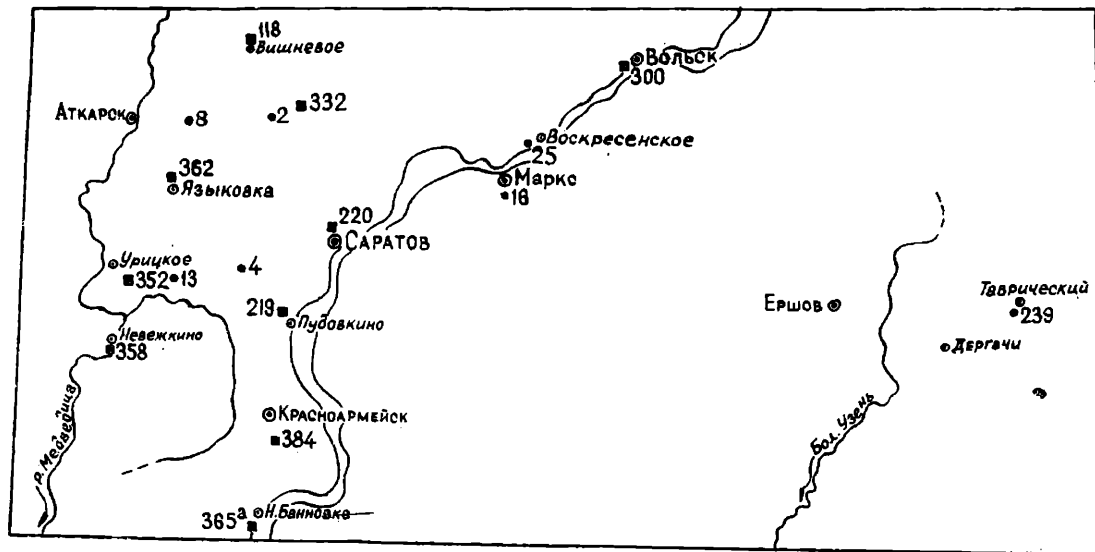 118
Вишневое
Вольск
300
Аткарск
8
2
332
Воскресенское
25
362
Языковка
Маркс
16
220
Саратов
Урицкое
352
13
4
219
Пудовкино
Ершов
Таврический
239
Невежкино
358
Дергачи
Красноармейск
384
р. Медведица
Бол. Узень
365а
Н. Банновка